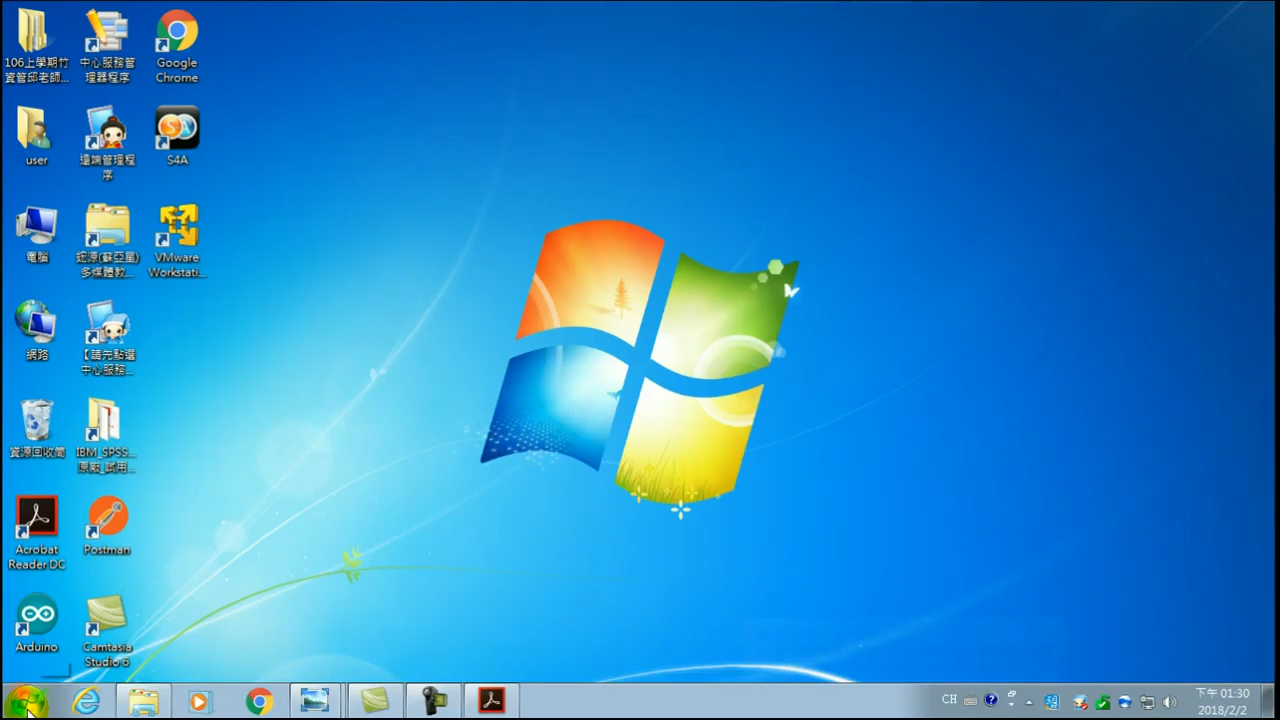 106上學期竹
資管邱老師...
中心服務管
理器程序
Google
Chrome
user
遠端管理程
序
S4A
電腦
蛇源(蘇亞星)
多媒體教...
VMware
Workstati...
網路
【請先點選
中心服務...
資源回收筒
IBM_SPSS...
原廠_試用...
Acrobat
Reader DC
Postman
Arduino
Camtasia
Studio 6
CH
下午 01:30
2018/2/2